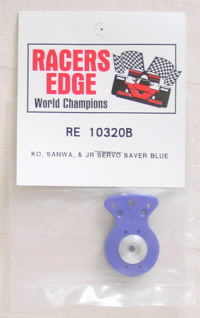 RACERS
EDGE
World Champions
RE 10320B
KO, SANWA, & JR SERVO SAVER BLUE